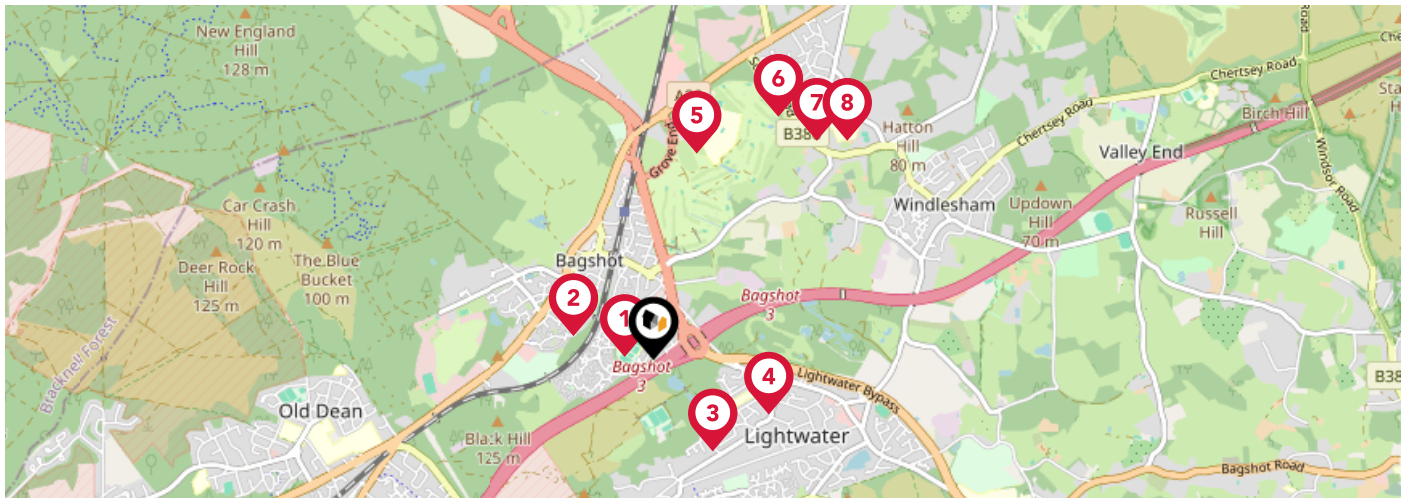 New England
Hill
128 m
Chertsey Road
Road
6
7
8
5
B38
Birch Hill
Grove End
Hatton
Hill
80 m
Chertsey Road
Valley End
Windsor Road
Car Crash
Hill
120 m
Windlesham
Updown
Hill
70 m
Russell
Hill
Deer Rock
Hill
125 m
The Blue
Bucket
100 m
Bagshot
2
1
Bagshot
3
Bagshot
3
Bracknell Forest
4
Lightwater Bypass
B38
3
Old Dean
Black Hill
125 m
Lightwater
Bagshot Road